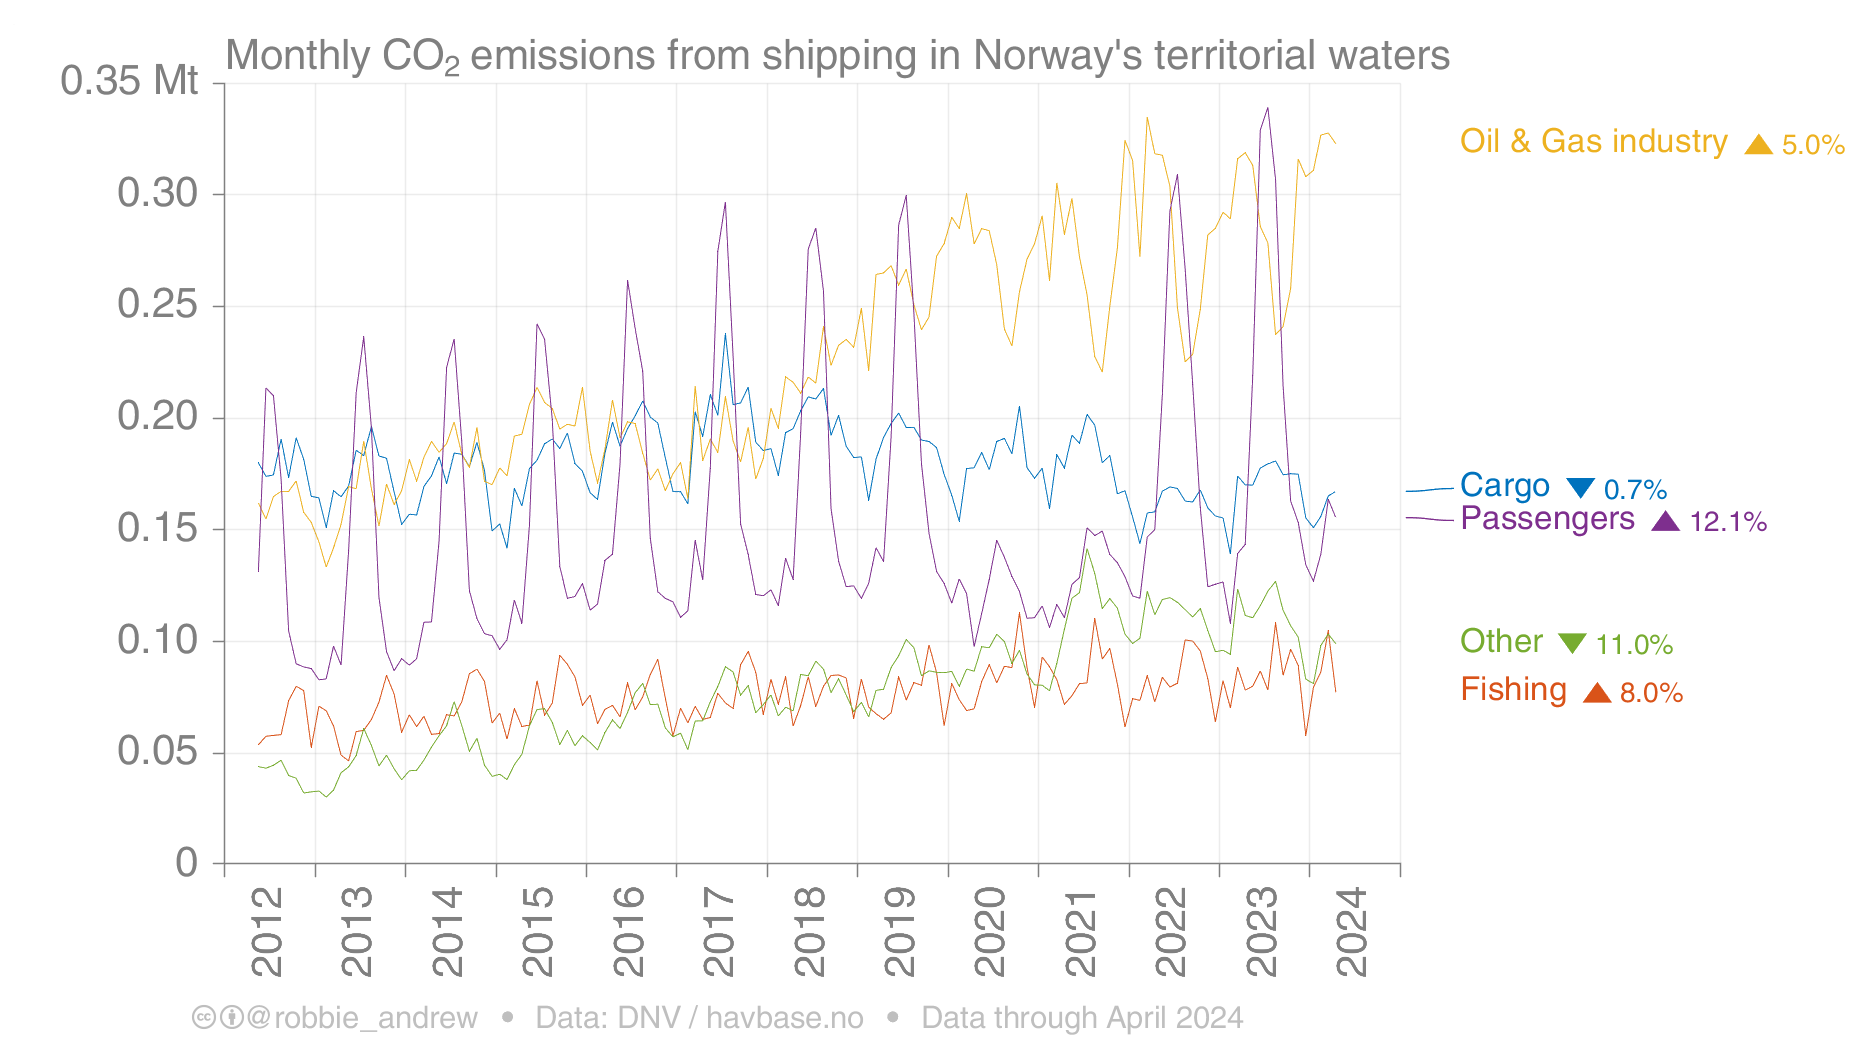 Monthly CO₂ emissions from shipping in Norway's territorial waters
0.35 Mt
0.30
0.25
0.20
0.15
0.10
0.05
0
2012 2013 2014 2015 2016 2017 2018 2019 2020 2021 2022 2023 2024
Oil & Gas industry ▲ 5.0%
Cargo ▼ 0.7%
Passengers ▲ 12.1%
Other ▼ 11.0%
Fishing ▲ 8.0%
cc @robbie_andrew • Data: DNV / havbase.no • Data through April 2024